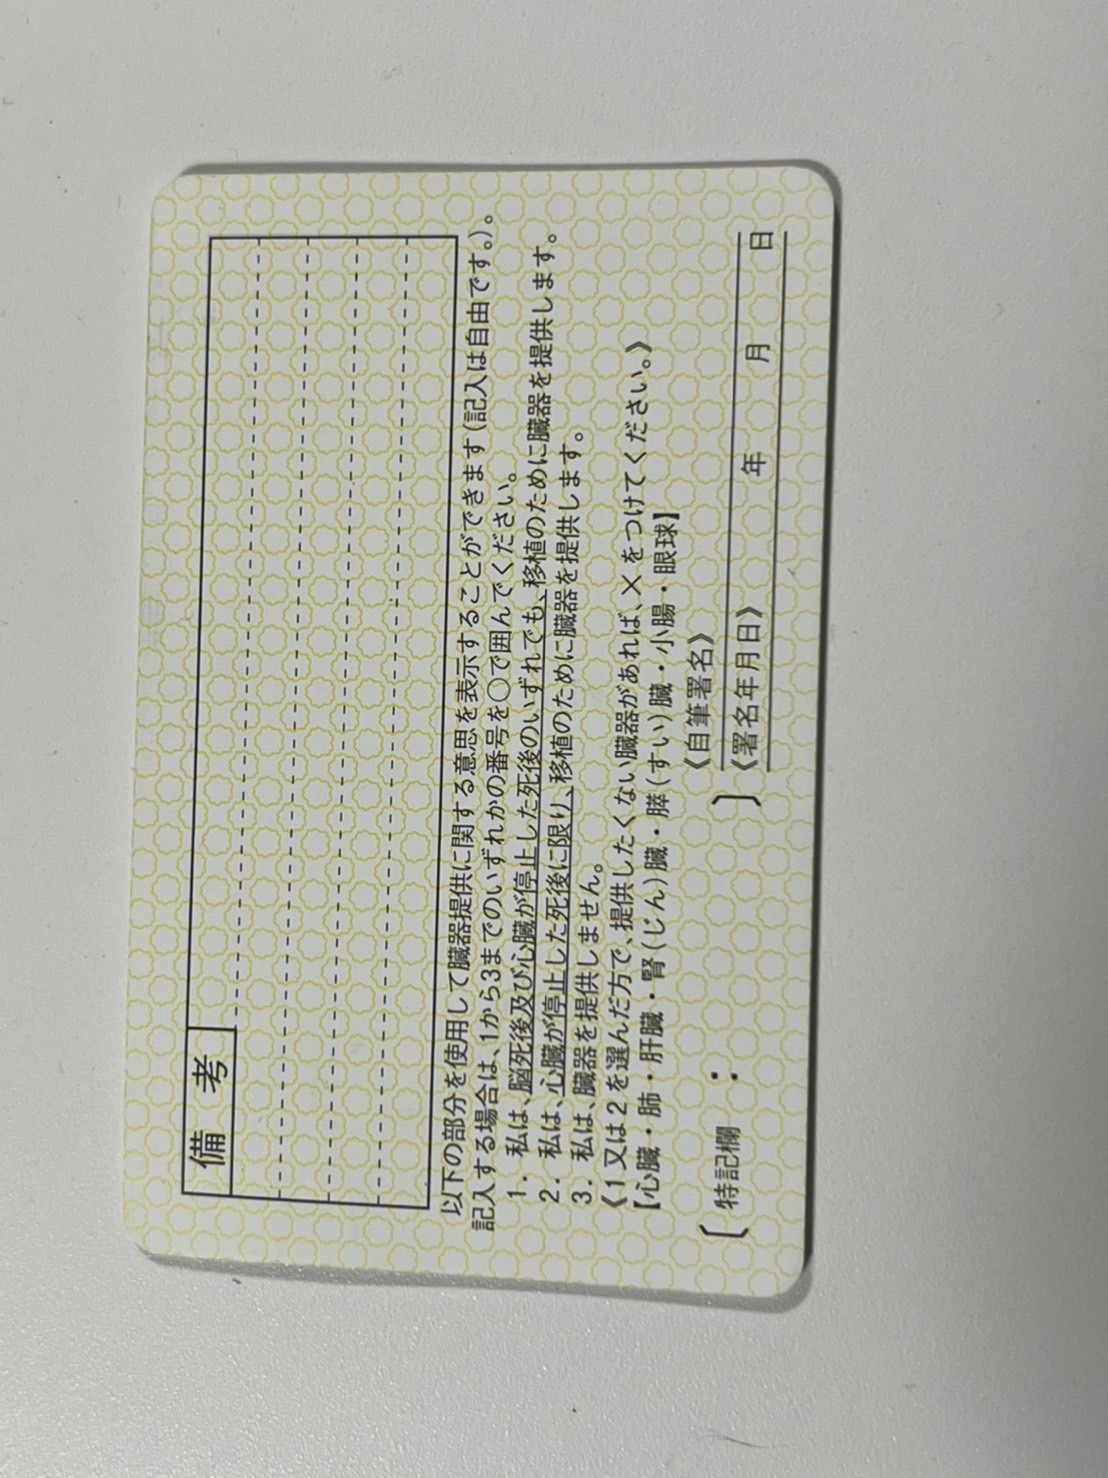 備考
以下の部分を使用して臓器提供に関する意思を表示することができます(記入は自由です。)。
記入する場合は、1から3までのいずれかの番号を〇で囲んでください。
1. 私は、脳死後及び心臓が停止した死後のいずれでも、移植のために臓器を提供します。
2. 私は、心臓が停止した死後に限り、移植のために臓器を提供します。
3. 私は、臓器を提供しません。
《1又は2を選んだ方で、提供したくない臓器があれば、×をつけてください。》
【心臓・肺・肝臓・腎(じん)臓・膵(すい)臓・小腸・眼球】
〔特記欄: 〕
《自筆署名》
《署名年月日》 年 月 日